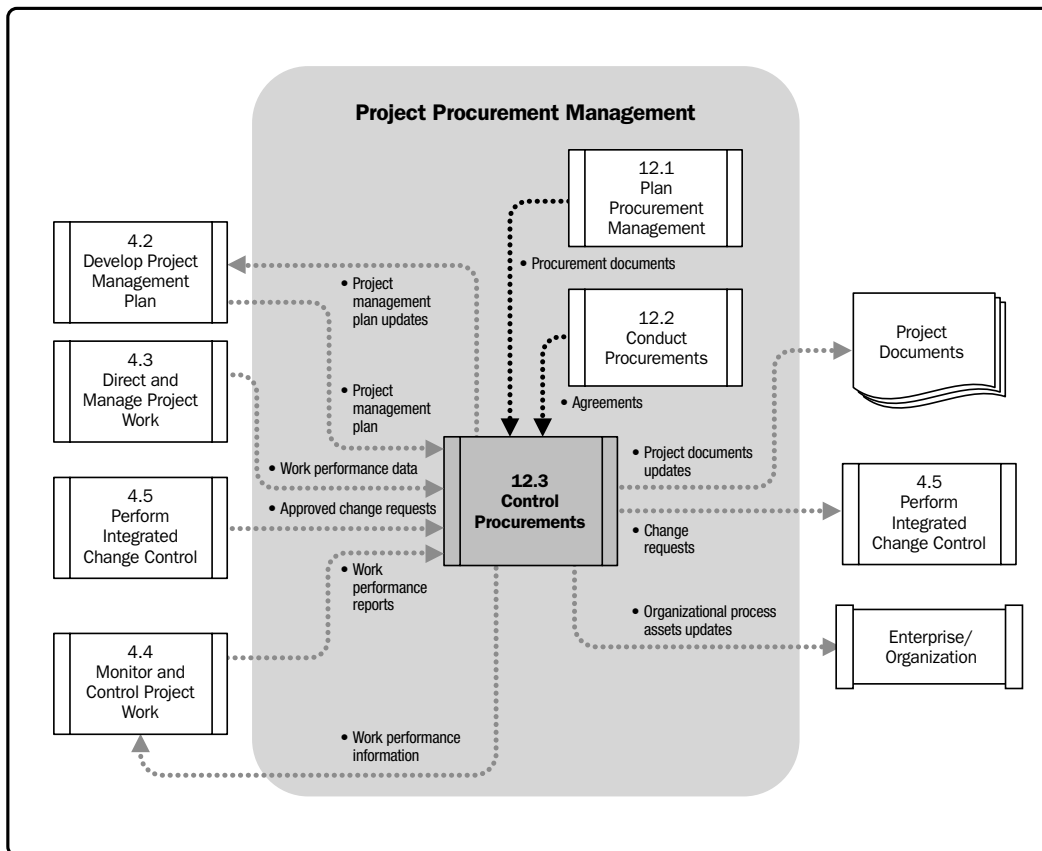 Project Procurement Management
12.1
Plan
Procurement
Management
4.2
Develop Project
Management
Plan
• Procurement documents
• Project
management
plan updates
12.2
Conduct
Procurements
Project
Documents
4.3
Direct and
Manage Project
Work
• Project
management
plan
• Agreements
• Work performance data
12.3
Control
Procurements
• Project documents
updates
4.5
Perform
Integrated
Change Control
• Approved change requests
• Change
requests
4.5
Perform
Integrated
Change Control
• Work
performance
reports
• Organizational process
assets updates
Enterprise/
Organization
4.4
Monitor and
Control Project
Work
• Work performance
information